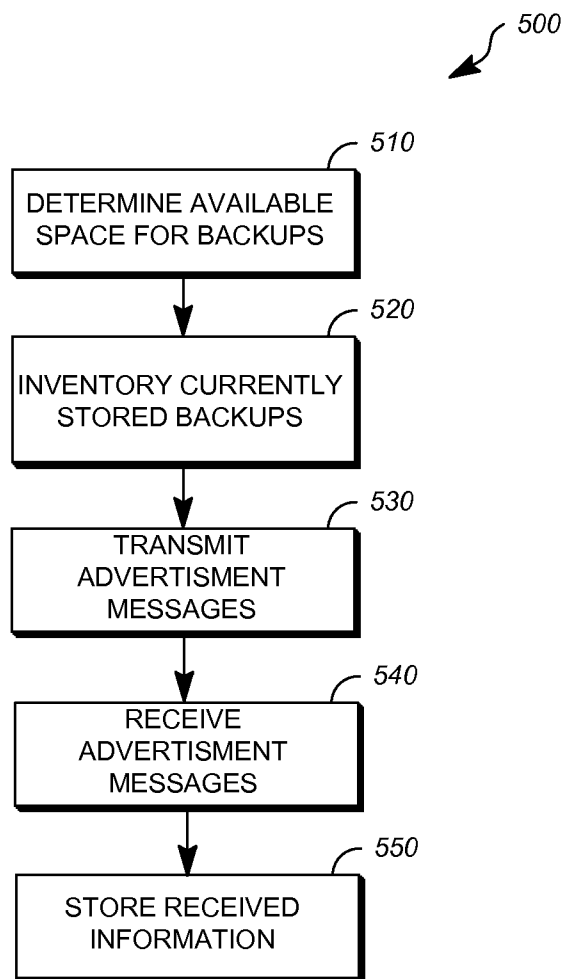 500
510
DETERMINE AVAILABLE
SPACE FOR BACKUPS
520
INVENTORY CURRENTLY
STORED BACKUPS
530
TRANSMIT
ADVERTISMENT
MESSAGES
540
RECEIVE
ADVERTISMENT
MESSAGES
550
STORE RECEIVED
INFORMATION